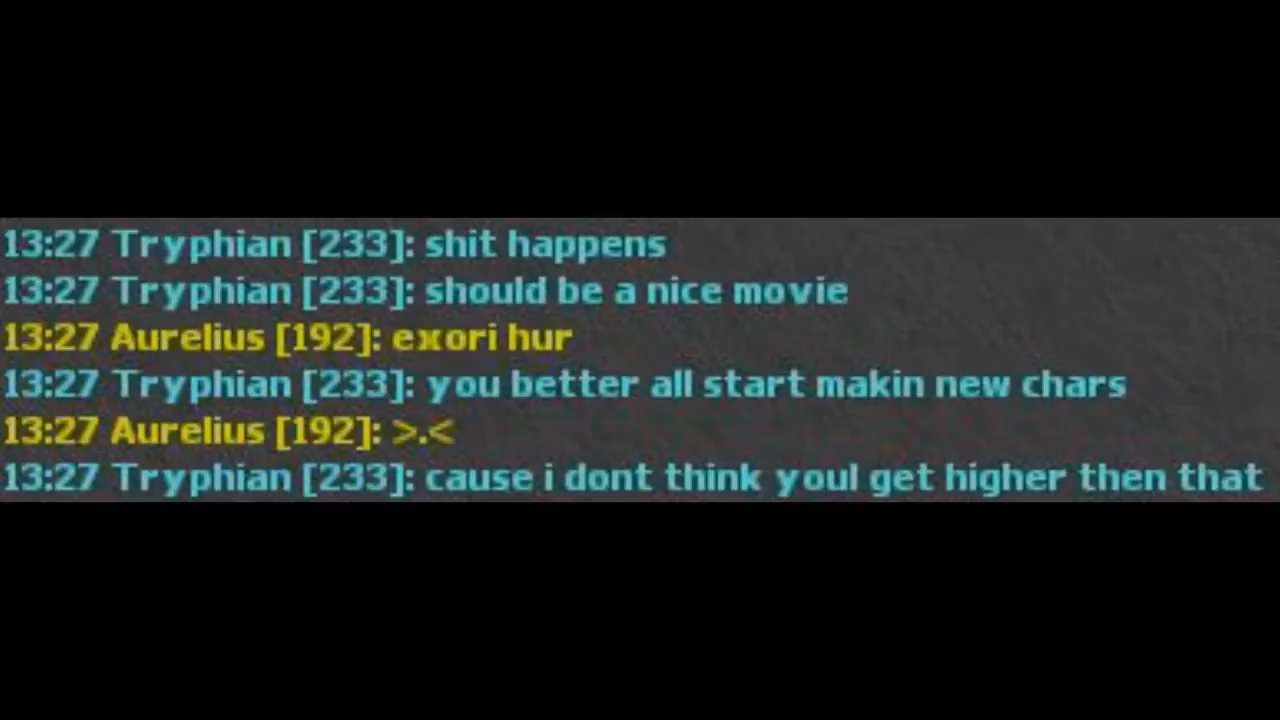 13:27 Tryphian [233]: shit happens
13:27 Tryphian [233]: should be a nice movie
13:27 Aurelius [192]: exori hur
13:27 Tryphian [233]: you better all start makin new chars
13:27 Aurelius [192]: >.<
13:27 Tryphian [233]: cause i dont think youl get higher then that